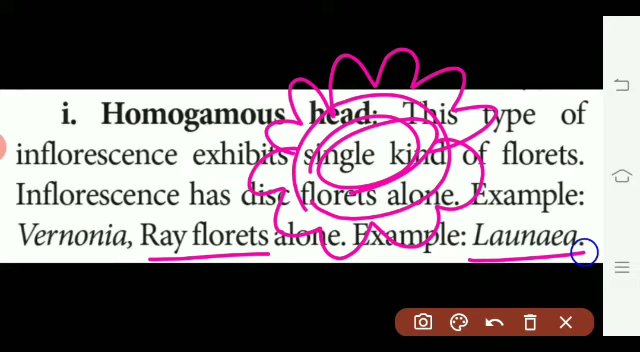 i. Homogamous head: This type of
inflorescence exhibits single kind of florets.
Inflorescence has disc florets alone. Example:
Vernonia, Ray florets alone. Example: Launaea.